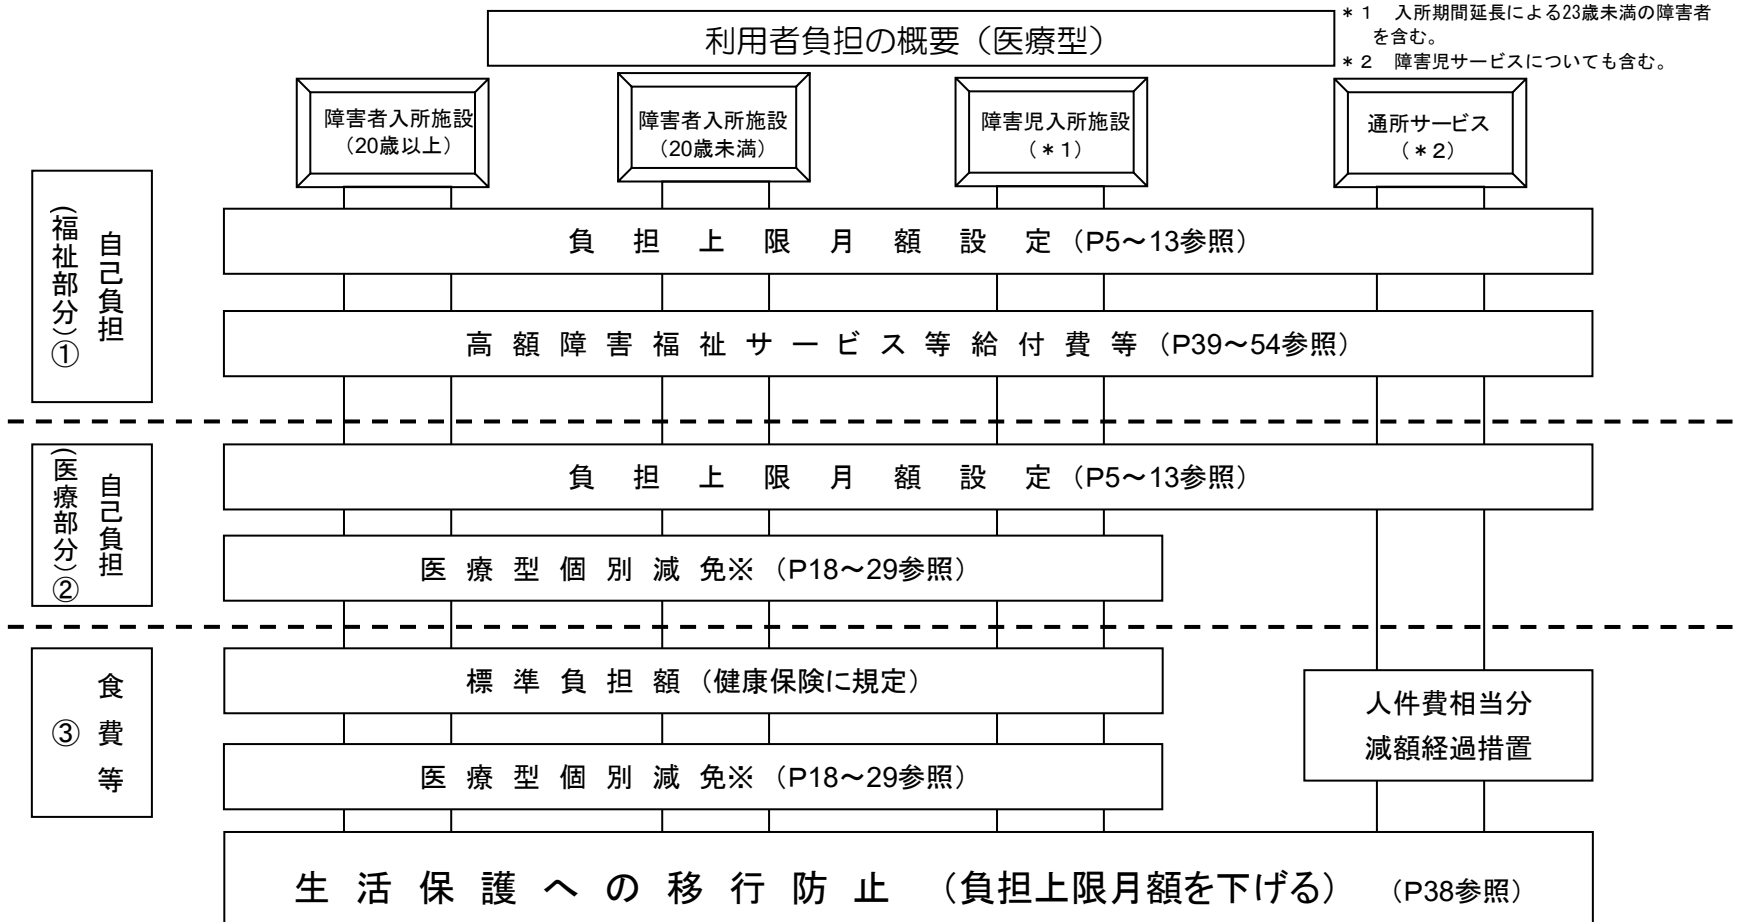 利用者負担の概要（医療型）
＊１　入所期間延長による23歳未満の障害者
を含む。
＊２　障害児サービスについても含む。
障害者入所施設
（20歳以上）
障害者入所施設
（20歳未満）
障害児入所施設
（＊１）
通所サービス
（＊２）
自己負担
（福祉部分）①
負担上限月額設定（P5～13参照）
高額障害福祉サービス等給付費等（P39～54参照）
自己負担
（医療部分）②
負担上限月額設定（P5～13参照）
医療型個別減免※（P18～29参照）
食費等
③
標準負担額（健康保険に規定）
人件費相当分
減額経過措置
医療型個別減免※（P18～29参照）
生活保護への移行防止（負担上限月額を下げる）（P38参照）